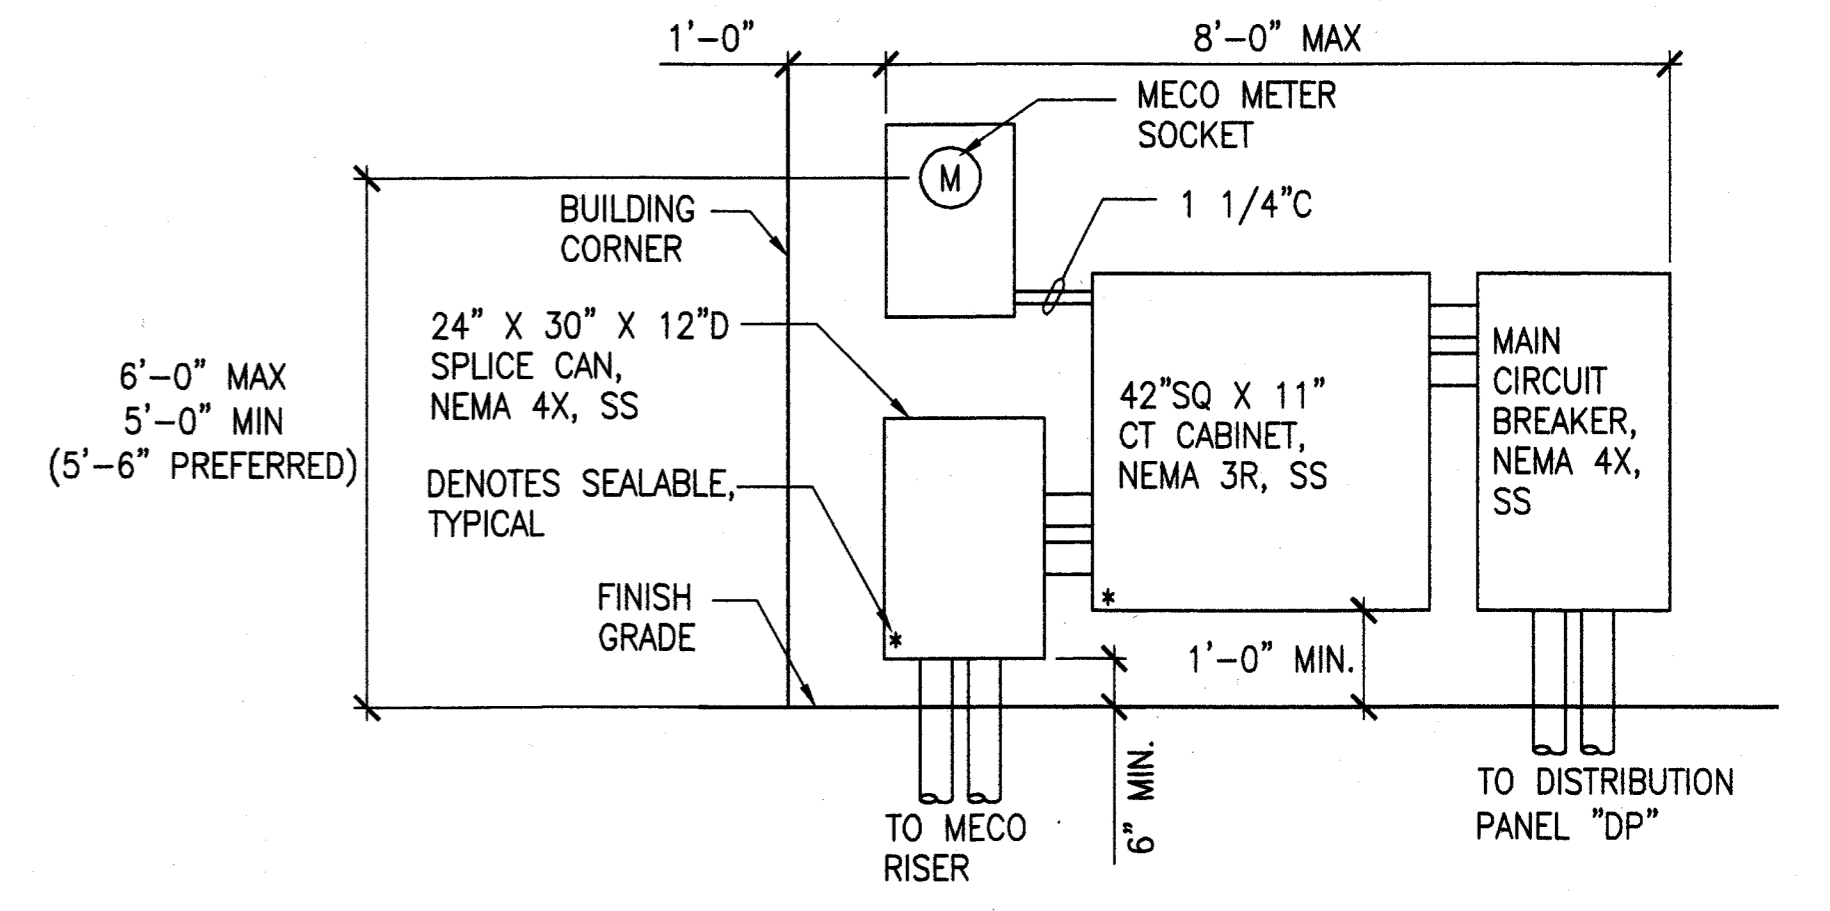 1'-0"
8'-0" MAX
MECO METER
SOCKET
M
1 1/4"C
BUILDING
CORNER
24" X 30" X 12"D
SPLICE CAN,
NEMA 4X, SS
6'-0" MAX
5'-0" MIN
(5'-6" PREFERRED)
DENOTES SEALABLE,
TYPICAL
42"SQ X 11"
CT CABINET,
NEMA 3R, SS
*
MAIN
CIRCUIT
BREAKER,
NEMA 4X,
SS
FINISH
GRADE
*
1'-0" MIN.
6" MIN.
TO MECO
RISER
TO DISTRIBUTION
PANEL "DP"